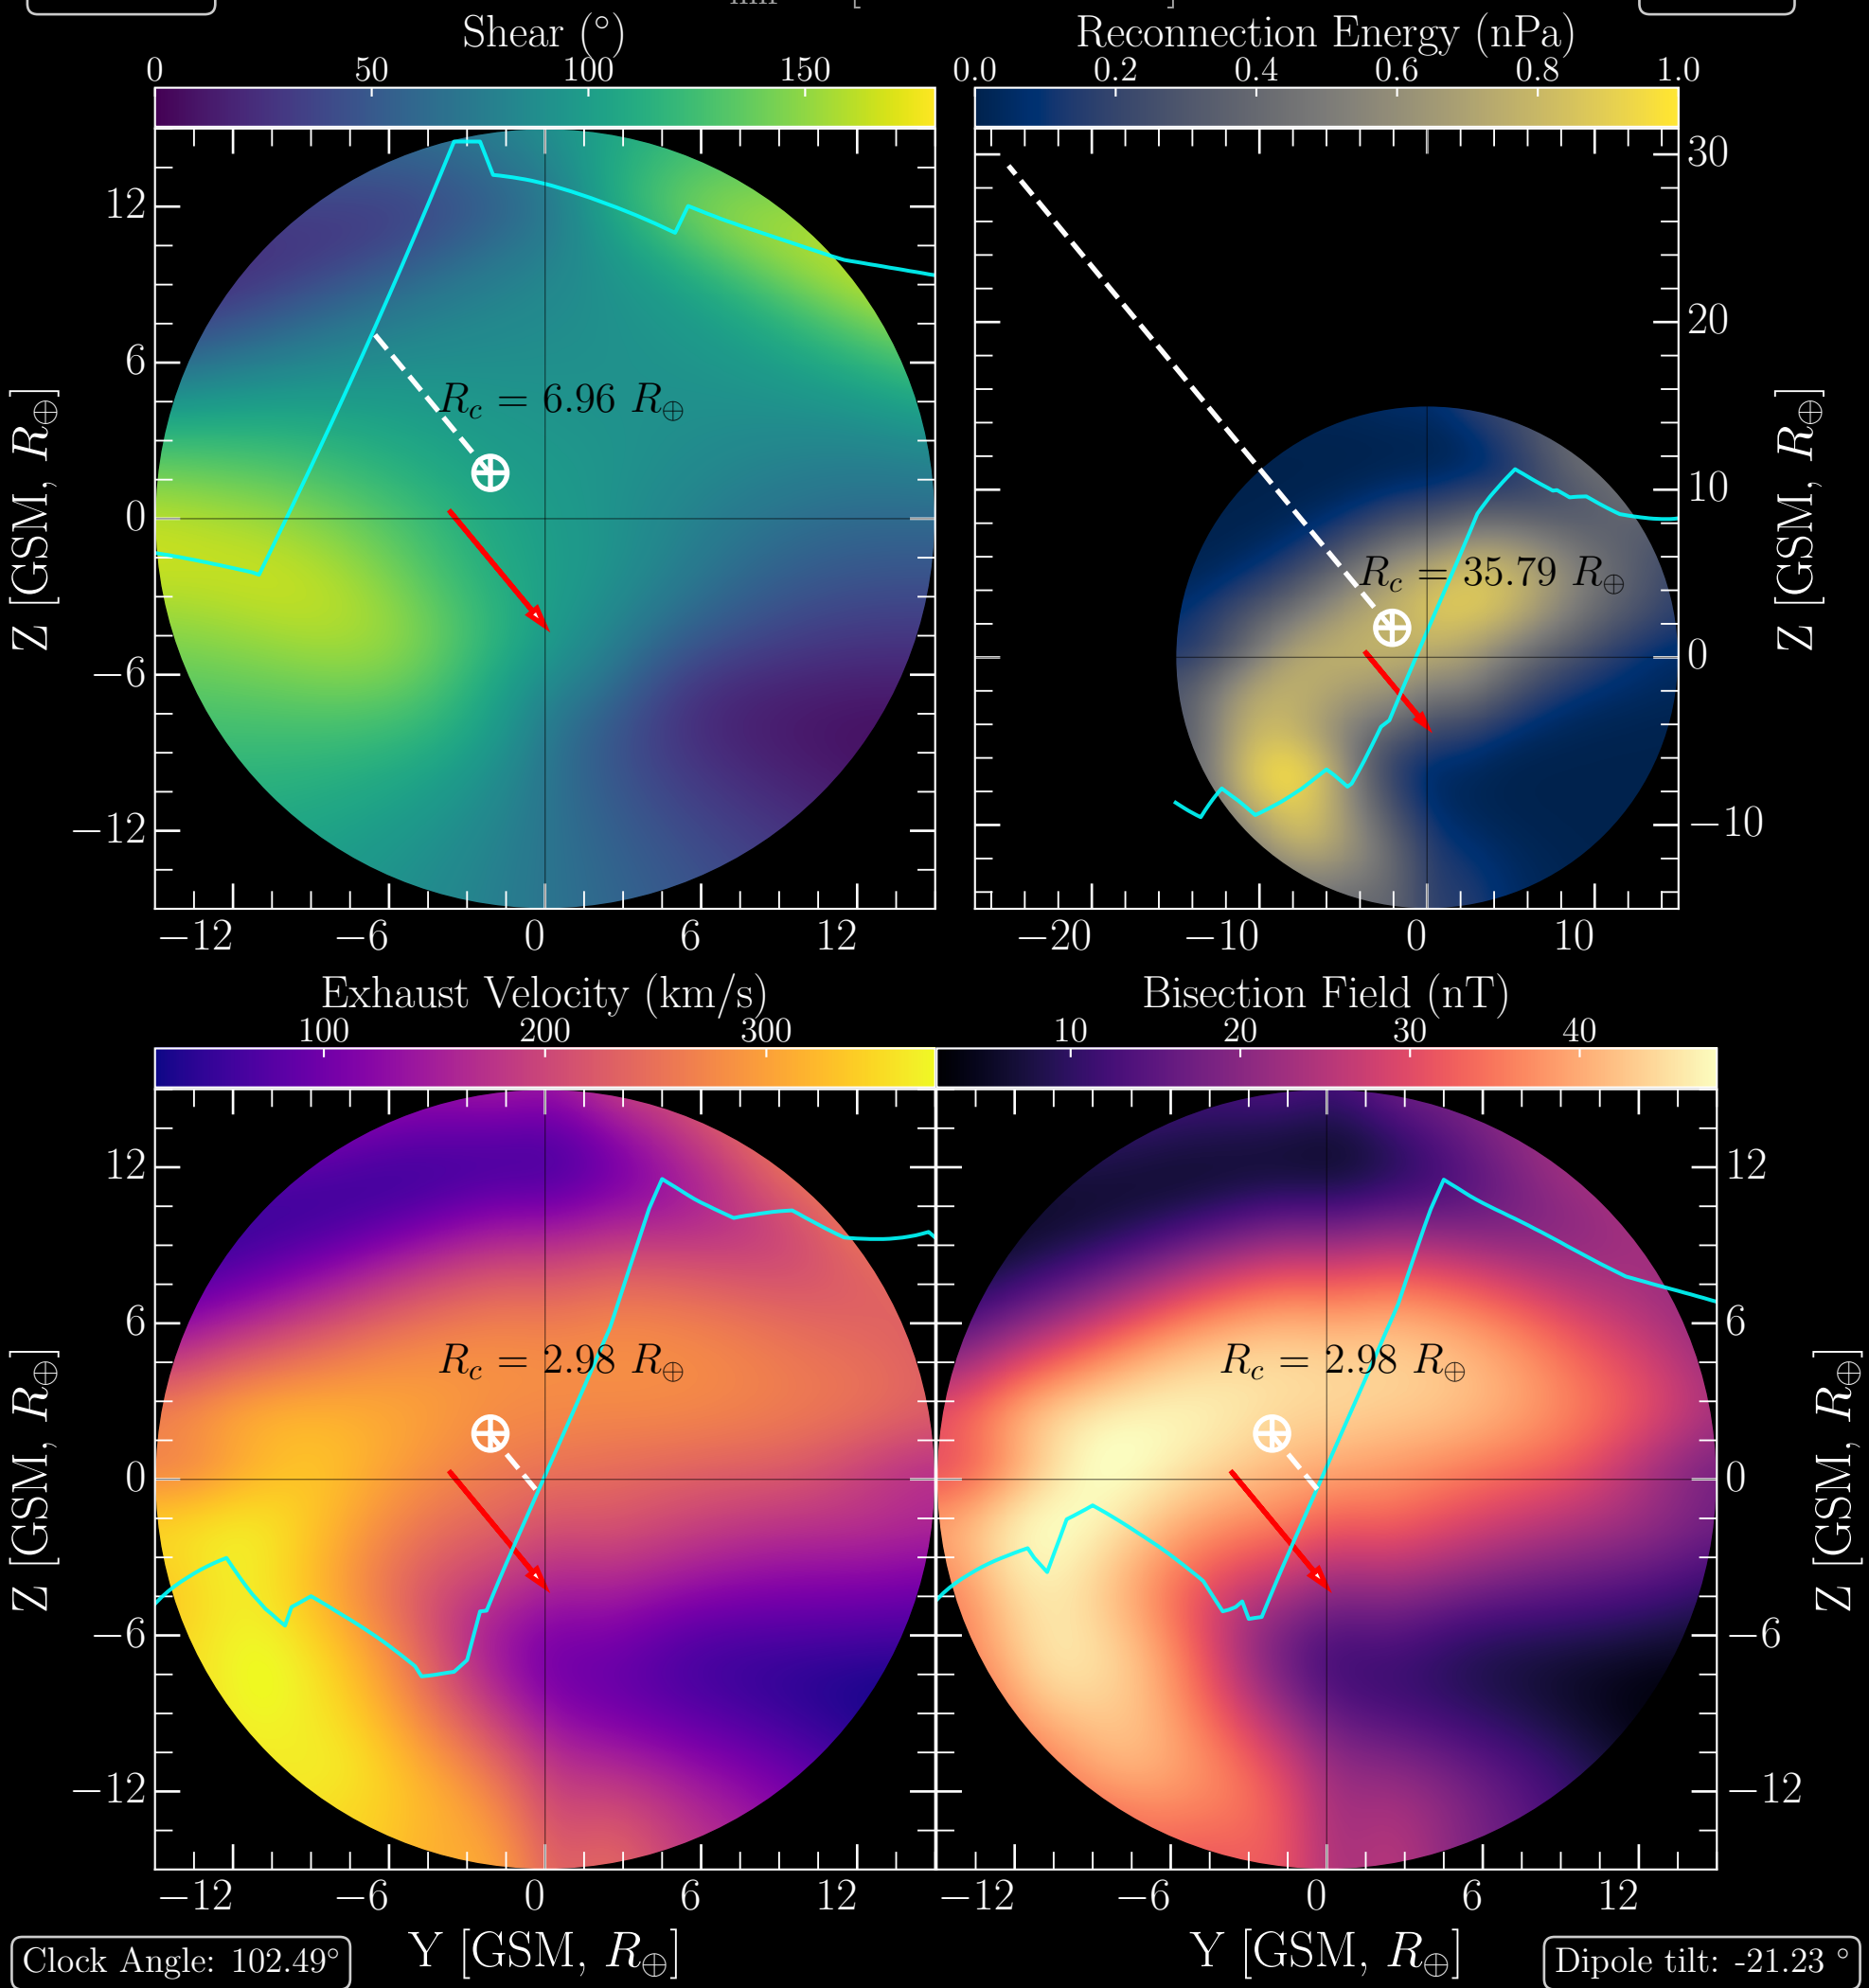 Shear (°)
0 50 100 150
12
6
0
−6
−12
Z [GSM, R⊕]
R_c = 6.96 R⊕
−12 −6 0 6 12
Reconnection Energy (nPa)
0.0 0.2 0.4 0.6 0.8 1.0
30
20
10
0
−10
Z [GSM, R⊕]
R_c = 35.79 R⊕
−20 −10 0 10
Exhaust Velocity (km/s)
100 200 300
12
6
0
−6
−12
Z [GSM, R⊕]
R_c = 2.98 R⊕
−12 −6 0 6 12
Y [GSM, R⊕]
Bisection Field (nT)
10 20 30 40
12
6
0
−6
−12
Z [GSM, R⊕]
R_c = 2.98 R⊕
−12 −6 0 6 12
Y [GSM, R⊕]
Clock Angle: 102.49°
Dipole tilt: -21.23 °